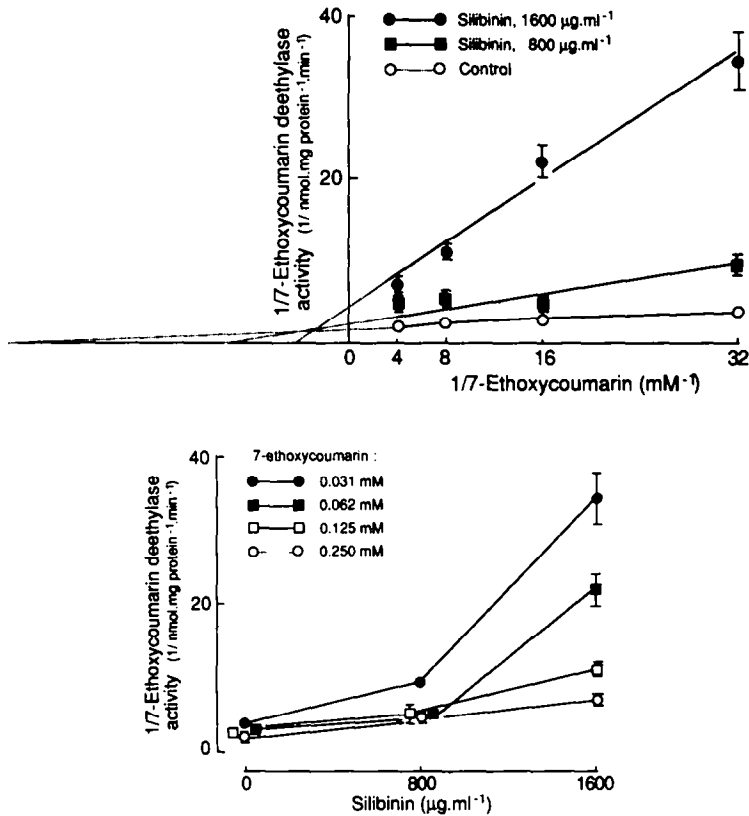 40
20
Silibinin, 1600 µg.ml⁻¹
Silibinin, 800 µg.ml⁻¹
Control
1/7-Ethoxycoumarin deethylase
activity (1/ nmol.mg protein⁻¹.min⁻¹)
0 4 8 16 32
1/7-Ethoxycoumarin (mM⁻¹)
40
20
0
7-ethoxycoumarin :
0.031 mM
0.062 mM
0.125 mM
0.250 mM
1/7-Ethoxycoumarin deethylase
activity (1/ nmol.mg protein⁻¹.min⁻¹)
0 800 1600
Silibinin (µg.ml⁻¹)